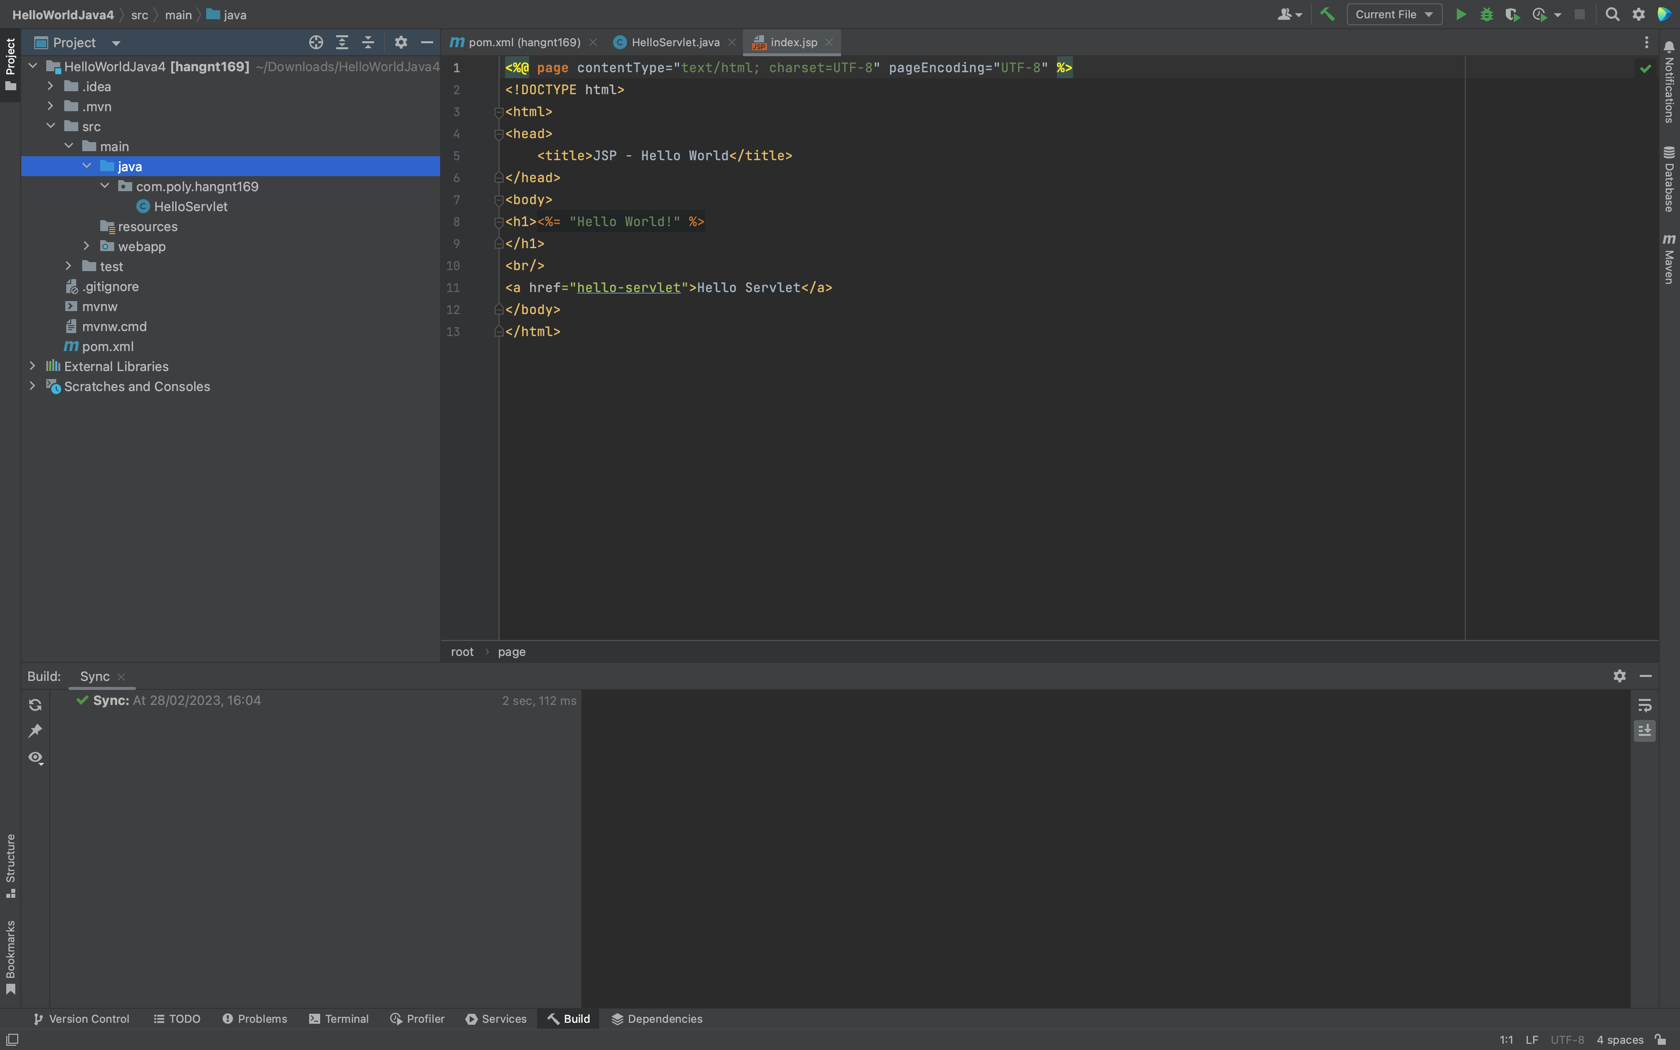 HelloWorldJava4 src main java
Current File
Project
pom.xml (hangnt169)
HelloServlet.java
index.jsp
Project
HelloWorldJava4 [hangnt169] ~/Downloads/HelloWorldJava4
.idea
.mvn
src
main
java
com.poly.hangnt169
HelloServlet
resources
webapp
test
.gitignore
mvnw
mvnw.cmd
pom.xml
External Libraries
Scratches and Consoles
1 <%@ page contentType="text/html; charset=UTF-8" pageEncoding="UTF-8" %>
2 <!DOCTYPE html>
3 <html>
4 <head>
5 <title>JSP - Hello World</title>
6 </head>
7 <body>
8 <h1><%= "Hello World!" %>
9 </h1>
10 <br/>
11 <a href="hello-servlet">Hello Servlet</a>
12 </body>
13 </html>
root page
Notifications
Database
Maven
Build: Sync
Sync: At 28/02/2023, 16:04 2 sec, 112 ms
Structure
Bookmarks
Version Control
TODO
Problems
Terminal
Profiler
Services
Build
Dependencies
1:1 LF UTF-8 4 spaces